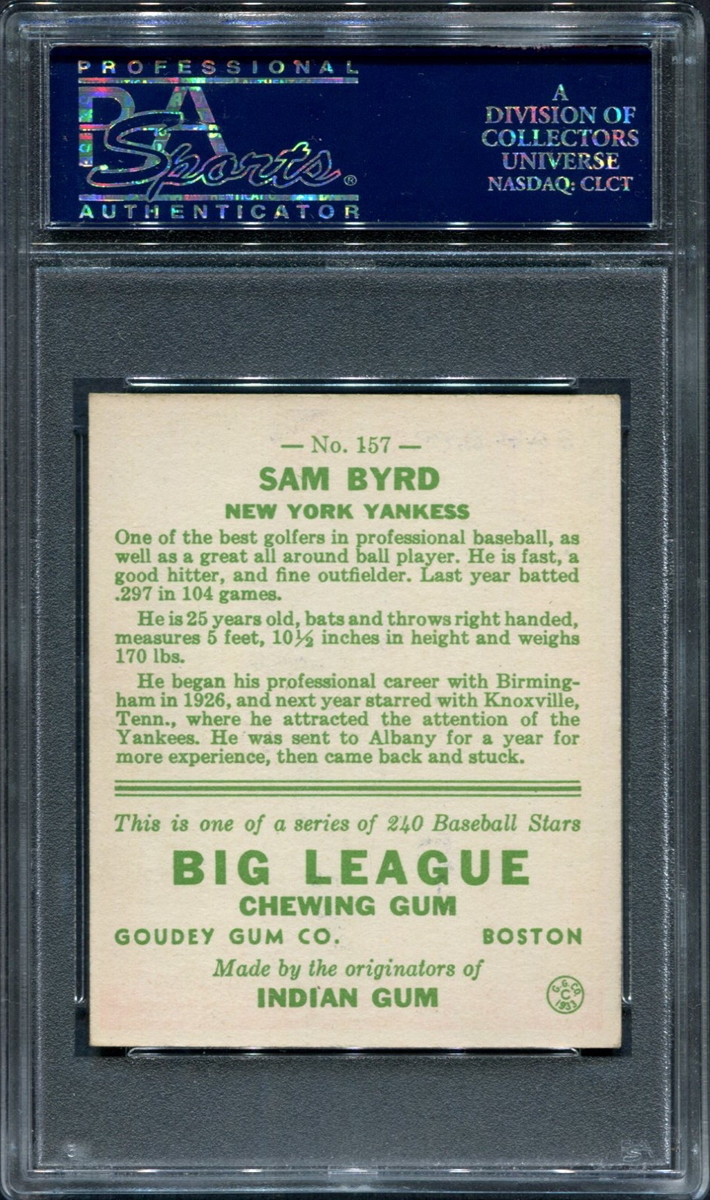 PROFESSIONAL
PSA
Sports®
AUTHENTICATOR
A
DIVISION OF
COLLECTORS
UNIVERSE
NASDAQ: CLCT
— No. 157 —
SAM BYRD
NEW YORK YANKESS
One of the best golfers in professional baseball, as
well as a great all around ball player. He is fast, a
good hitter, and fine outfielder. Last year batted
.297 in 104 games.
He is 25 years old, bats and throws right handed,
measures 5 feet, 10½ inches in height and weighs
170 lbs.
He began his professional career with Birming-
ham in 1926, and next year starred with Knoxville,
Tenn., where he attracted the attention of the
Yankees. He was sent to Albany for a year for
more experience, then came back and stuck.
This is one of a series of 240 Baseball Stars
BIG LEAGUE
CHEWING GUM
GOUDEY GUM CO. BOSTON
Made by the originators of
INDIAN GUM
G. G. CO.
C
1933